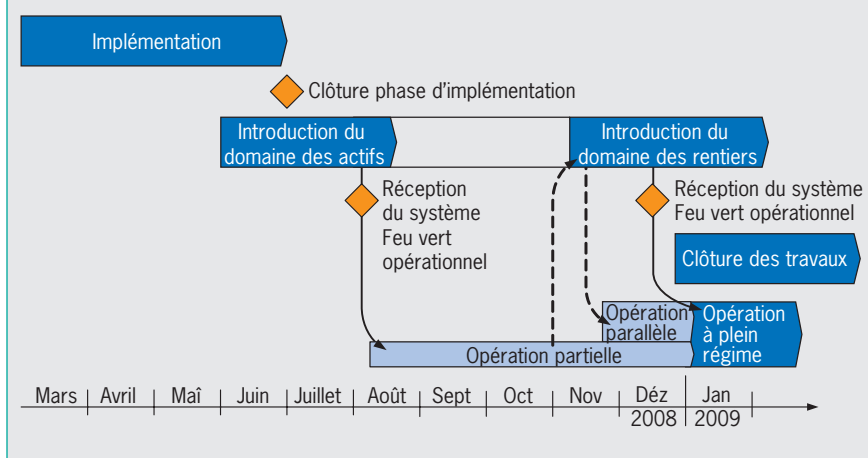 Implémentation
Clôture phase d'implémentation
Introduction du
domaine des actifs
Introduction du
domaine des rentiers
Réception
du système
Feu vert
opérationnel
Réception du système
Feu vert opérationnel
Clôture des travaux
Opération
parallèle
Opération
à plein
régime
Opération partielle
Mars
Avril
Maî
Juin
Juillet
Août
Sept
Oct
Nov
Déz
Jan
2008
2009